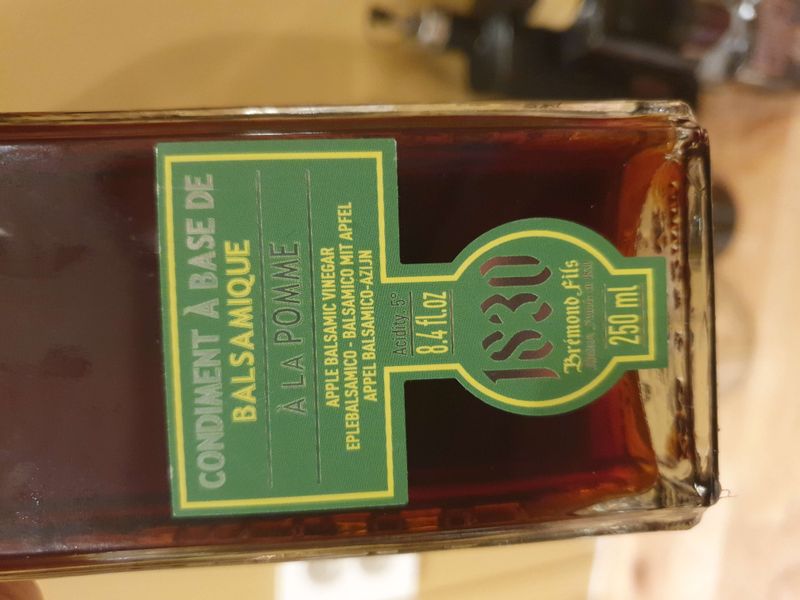 CONDIMENT À BASE DE
BALSAMIQUE
À LA POMME
APPLE BALSAMIC VINEGAR
EPLEBALSAMICO - BALSAMICO MIT APFEL
APPEL BALSAMICO-AZIJN
Acidity 5°
8.4 fl.oz
1830
Brémond Fils
250 ml